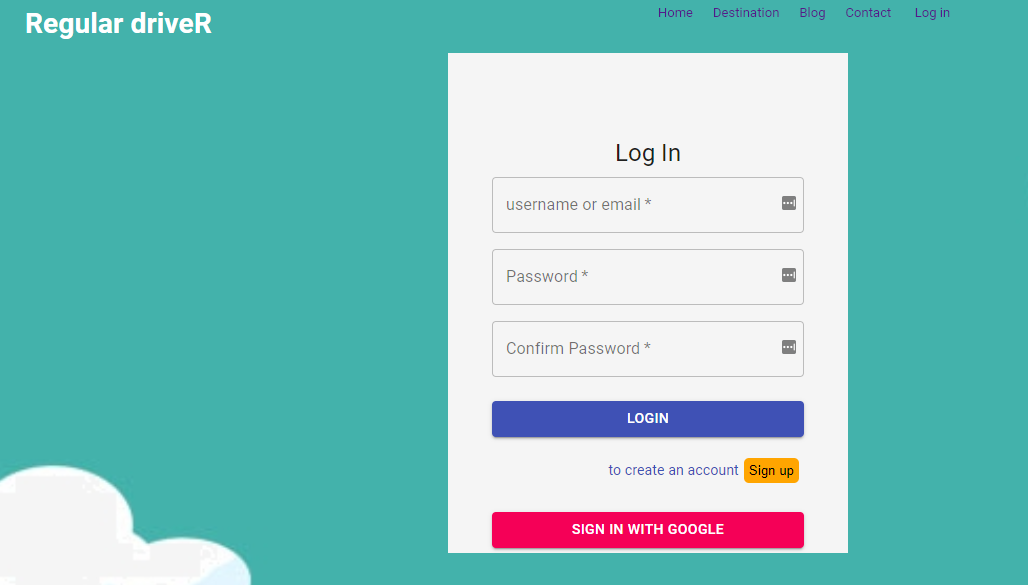 Regular driveR
Home Destination Blog Contact Log in
Log In
username or email *
Password *
Confirm Password *
LOGIN
to create an account Sign up
SIGN IN WITH GOOGLE